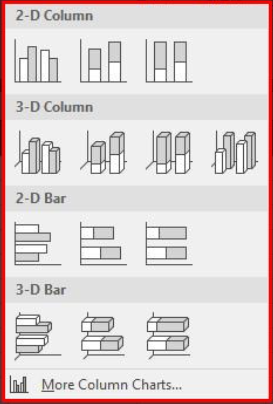 2-D Column
3-D Column
2-D Bar
3-D Bar
More Column Charts...